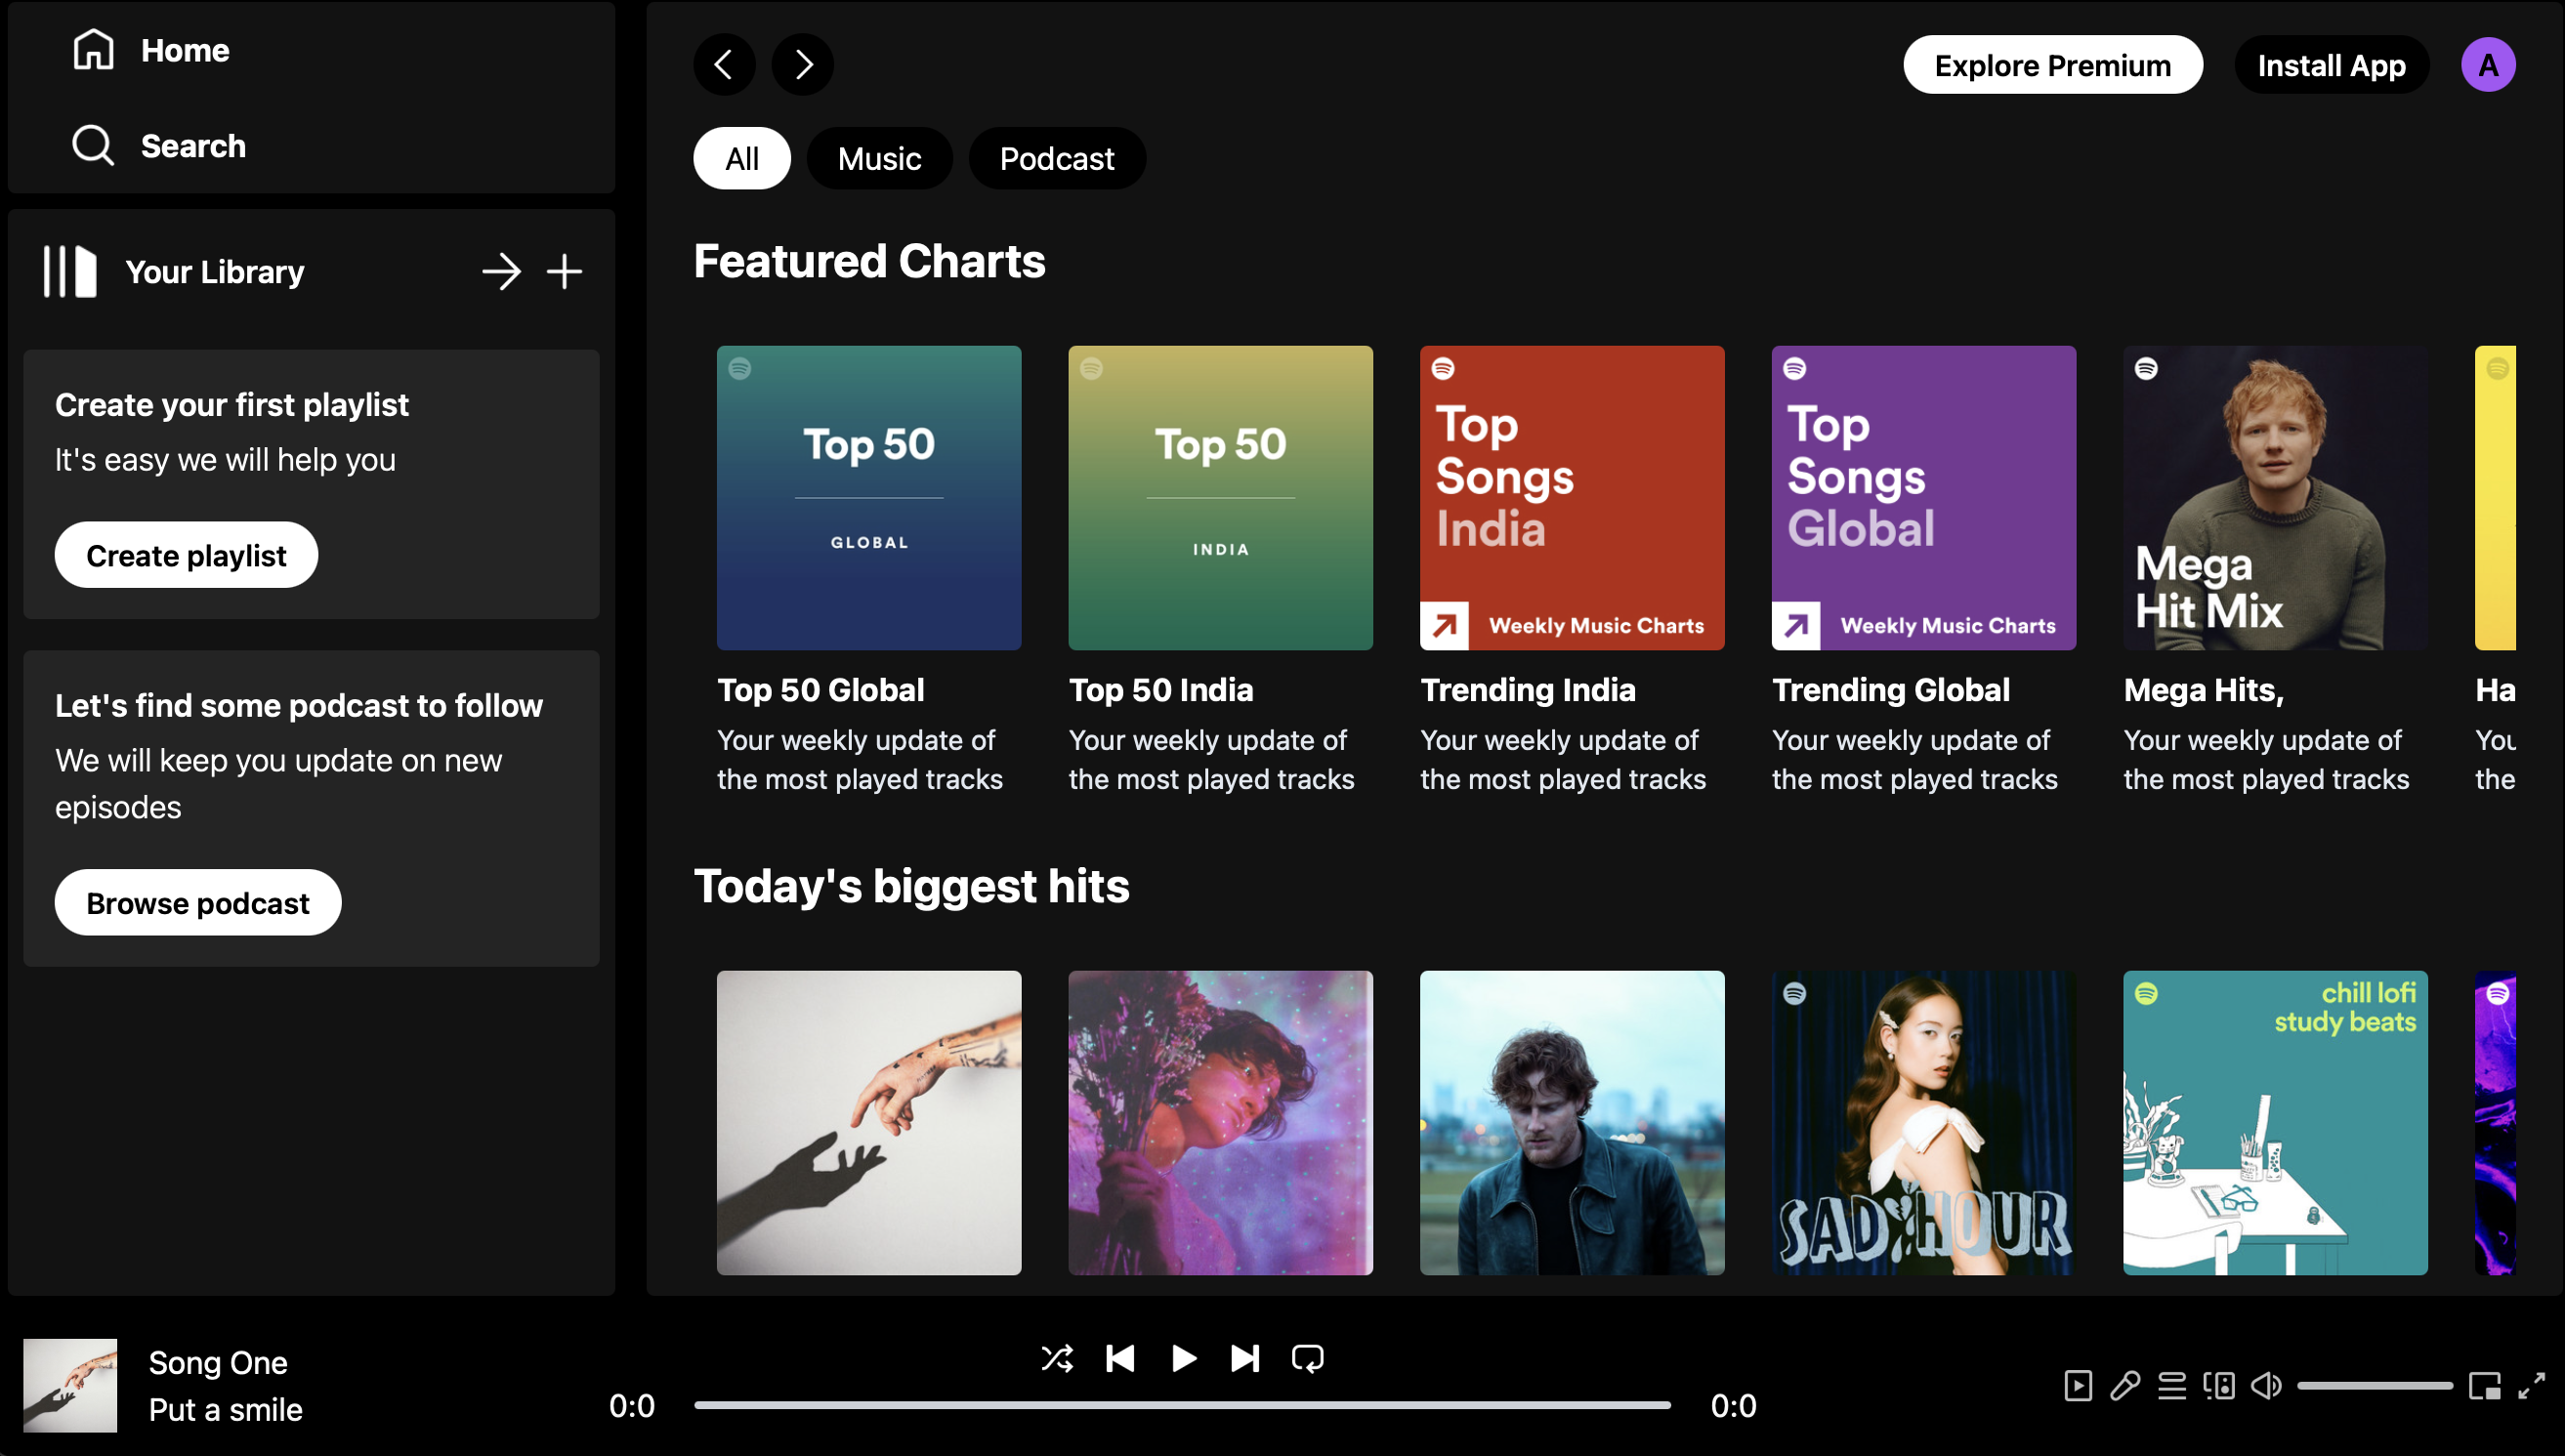 Home
Search
Your Library
Create your first playlist
It's easy we will help you
Create playlist
Let's find some podcast to follow
We will keep you update on new
episodes
Browse podcast
Explore Premium
Install App
A
All
Music
Podcast
Featured Charts
Top 50
GLOBAL
Top 50 Global
Your weekly update of
the most played tracks
Top 50
INDIA
Top 50 India
Your weekly update of
the most played tracks
Top
Songs
India
Weekly Music Charts
Trending India
Your weekly update of
the most played tracks
Top
Songs
Global
Weekly Music Charts
Trending Global
Your weekly update of
the most played tracks
Mega
Hit Mix
Mega Hits,
Your weekly update of
the most played tracks
Ha
You
the
Today's biggest hits
SAD HOUR
chill lofi
study beats
Song One
Put a smile
0:0
0:0